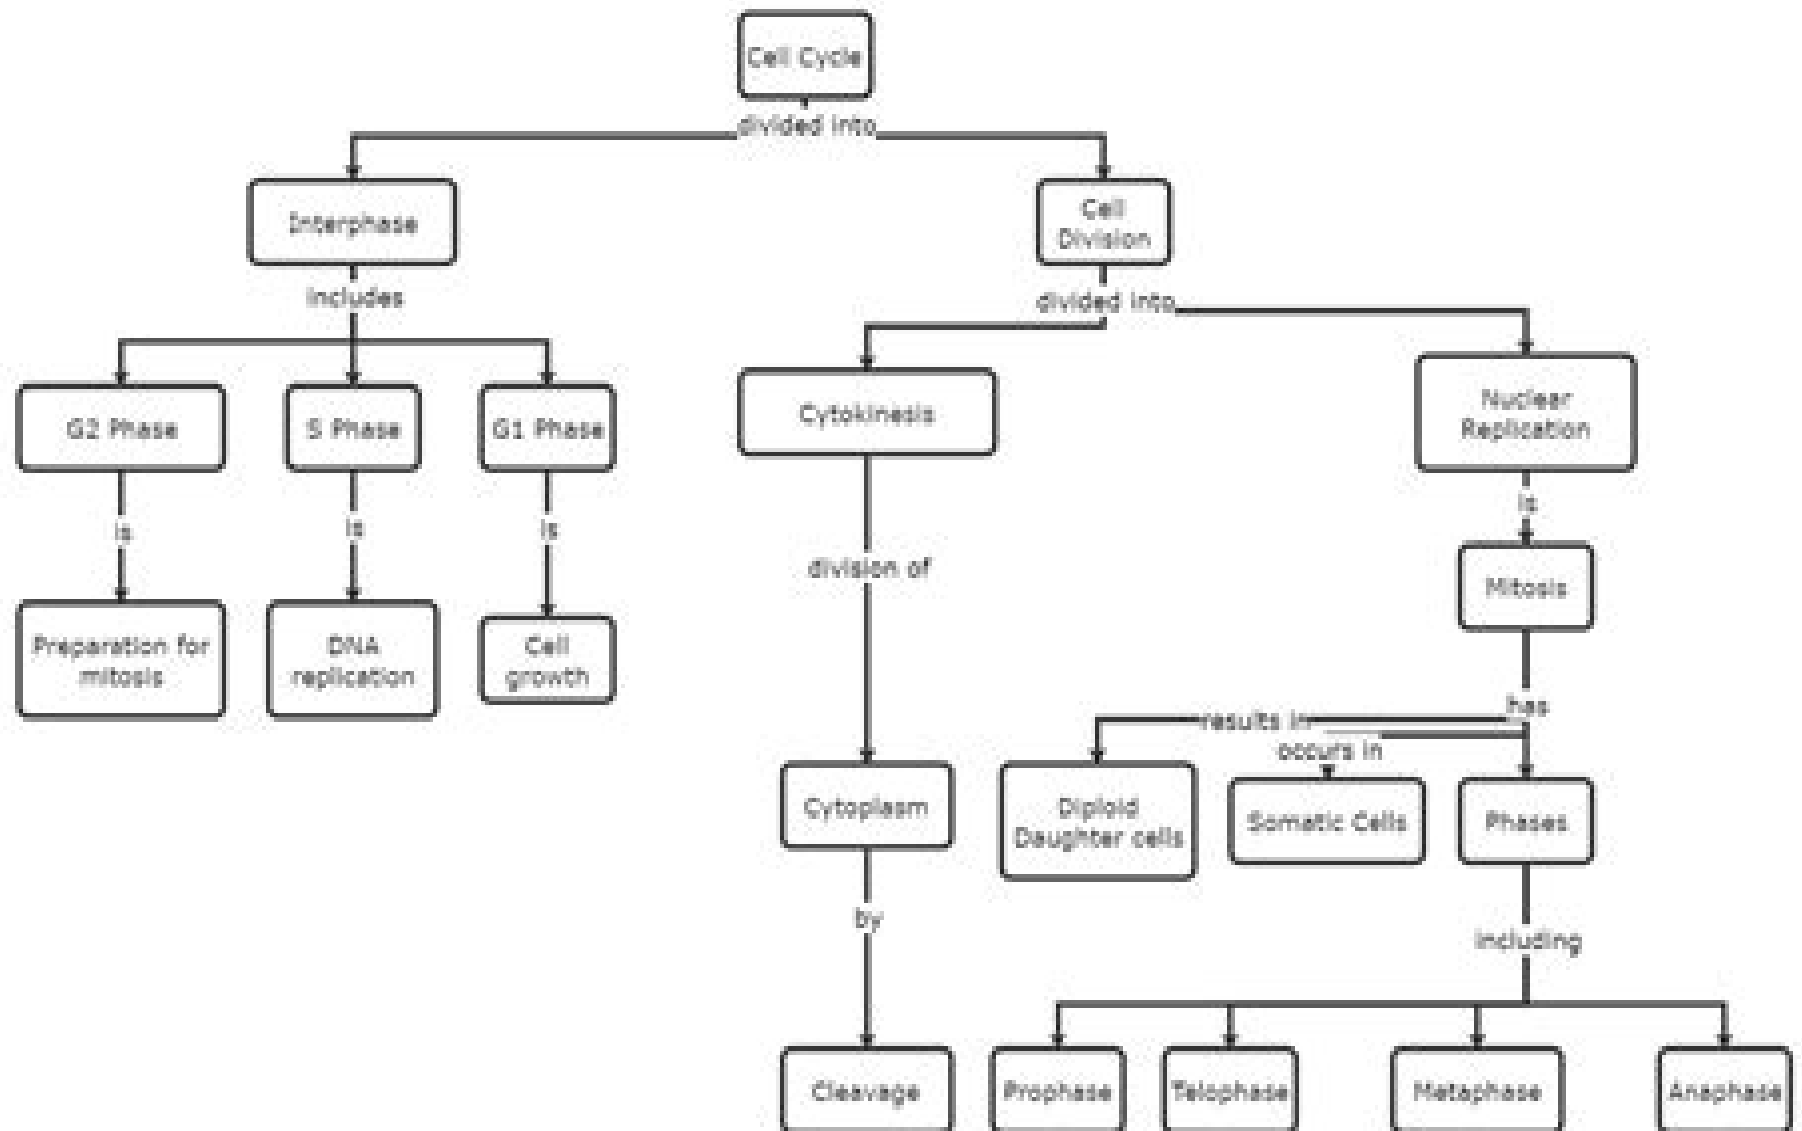 Cell Cycle
divided into
Interphase
Cell
Division
includes
divided into
G2 Phase
S Phase
G1 Phase
Cytokinesis
Nuclear
Replication
is
is
is
is
division of
Mitosis
Preparation for
mitosis
DNA
replication
Cell
growth
has
results in
occurs in
Cytoplasm
Diploid
Daughter cells
Somatic Cells
Phases
by
including
Cleavage
Prophase
Telophase
Metaphase
Anaphase